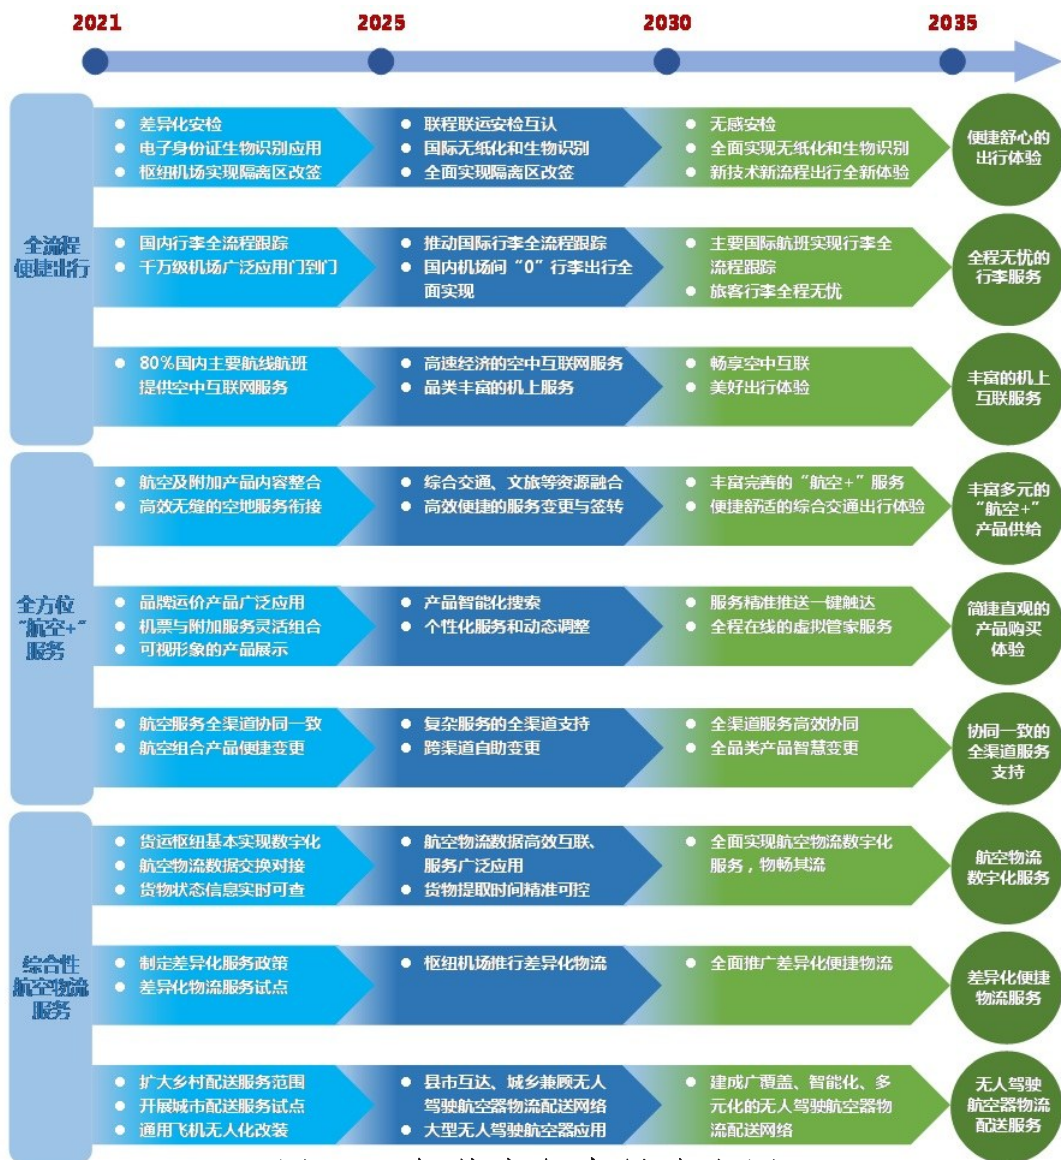 2021 2025 2030 2035
全流程
便捷出行
差异化安检
电子身份证生物识别应用
枢纽机场实现隔离区改签
联程联运安检互认
国际无纸化和生物识别
全面实现隔离区改签
无感安检
全面实现无纸化和生物识别
新技术新流程出行全新体验
便捷舒心的
出行体验
国内行李全流程跟踪
千万级机场广泛应用门到门
推动国际行李全流程跟踪
国内机场间“0”行李出行全
面实现
主要国际航班实现行李全
流程跟踪
旅客行李全程无忧
全程无忧的
行李服务
80%国内主要航线航班
提供空中互联网服务
高速经济的空中互联网服务
品类丰富的机上服务
畅享空中互联
美好出行体验
丰富的机上
互联服务
全方位
“航空+”
服务
航空及附加产品内容整合
高效无缝的空地服务衔接
综合交通、文旅等资源融合
高效便捷的服务变更与签转
丰富完善的“航空+”服务
便捷舒适的综合交通出行体验
丰富多元的
“航空+”
产品供给
品牌运价产品广泛应用
机票与附加服务灵活组合
可视形象的产品展示
产品智能化搜索
个性化服务和动态调整
服务精准推送一键触达
全程在线的虚拟管家服务
简捷直观的
产品购买
体验
航空服务全渠道协同一致
航空组合产品便捷变更
复杂服务的全渠道支持
跨渠道自助变更
全渠道服务高效协同
全品类产品智慧变更
协同一致的
全渠道服务
支持
综合性
航空物流
服务
货运枢纽基本实现数字化
航空物流数据交换对接
货物状态信息实时可查
航空物流数据高效互联、
服务广泛应用
货物提取时间精准可控
全面实现航空物流数字化
服务，物畅其流
航空物流
数字化服务
制定差异化服务政策
差异化物流服务试点
枢纽机场推行差异化物流
全面推广差异化便捷物流
差异化便捷
物流服务
扩大乡村配送服务范围
开展城市配送服务试点
通用飞机无人化改装
县市互达、城乡兼顾无人
驾驶航空器物流配送网络
大型无人驾驶航空器应用
建成广覆盖、智能化、多
元化的无人驾驶航空器物
流配送网络
无人驾驶
航空器物流
配送服务